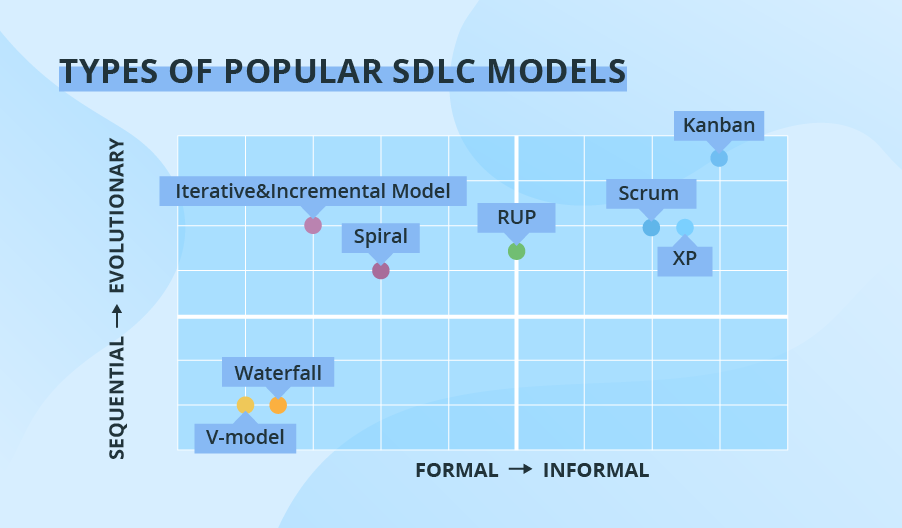 TYPES OF POPULAR SDLC MODELS
Kanban
Iterative&Incremental Model
Scrum
RUP
Spiral
XP
Waterfall
V-model
SEQUENTIAL → EVOLUTIONARY
FORMAL → INFORMAL